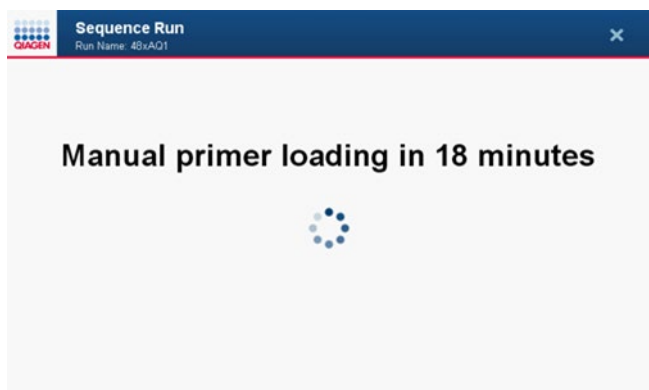 QIAGEN
Sequence Run
Run Name: 48xAQ1
Manual primer loading in 18 minutes